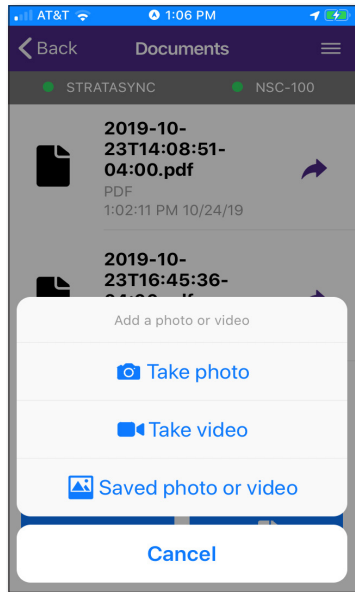 AT&T 1:06 PM
Back Documents
STRATASYNC NSC-100
2019-10-
23T14:08:51-
04:00.pdf
PDF
1:02:11 PM 10/24/19
2019-10-
23T16:45:36-
Add a photo or video
Take photo
Take video
Saved photo or video
Cancel